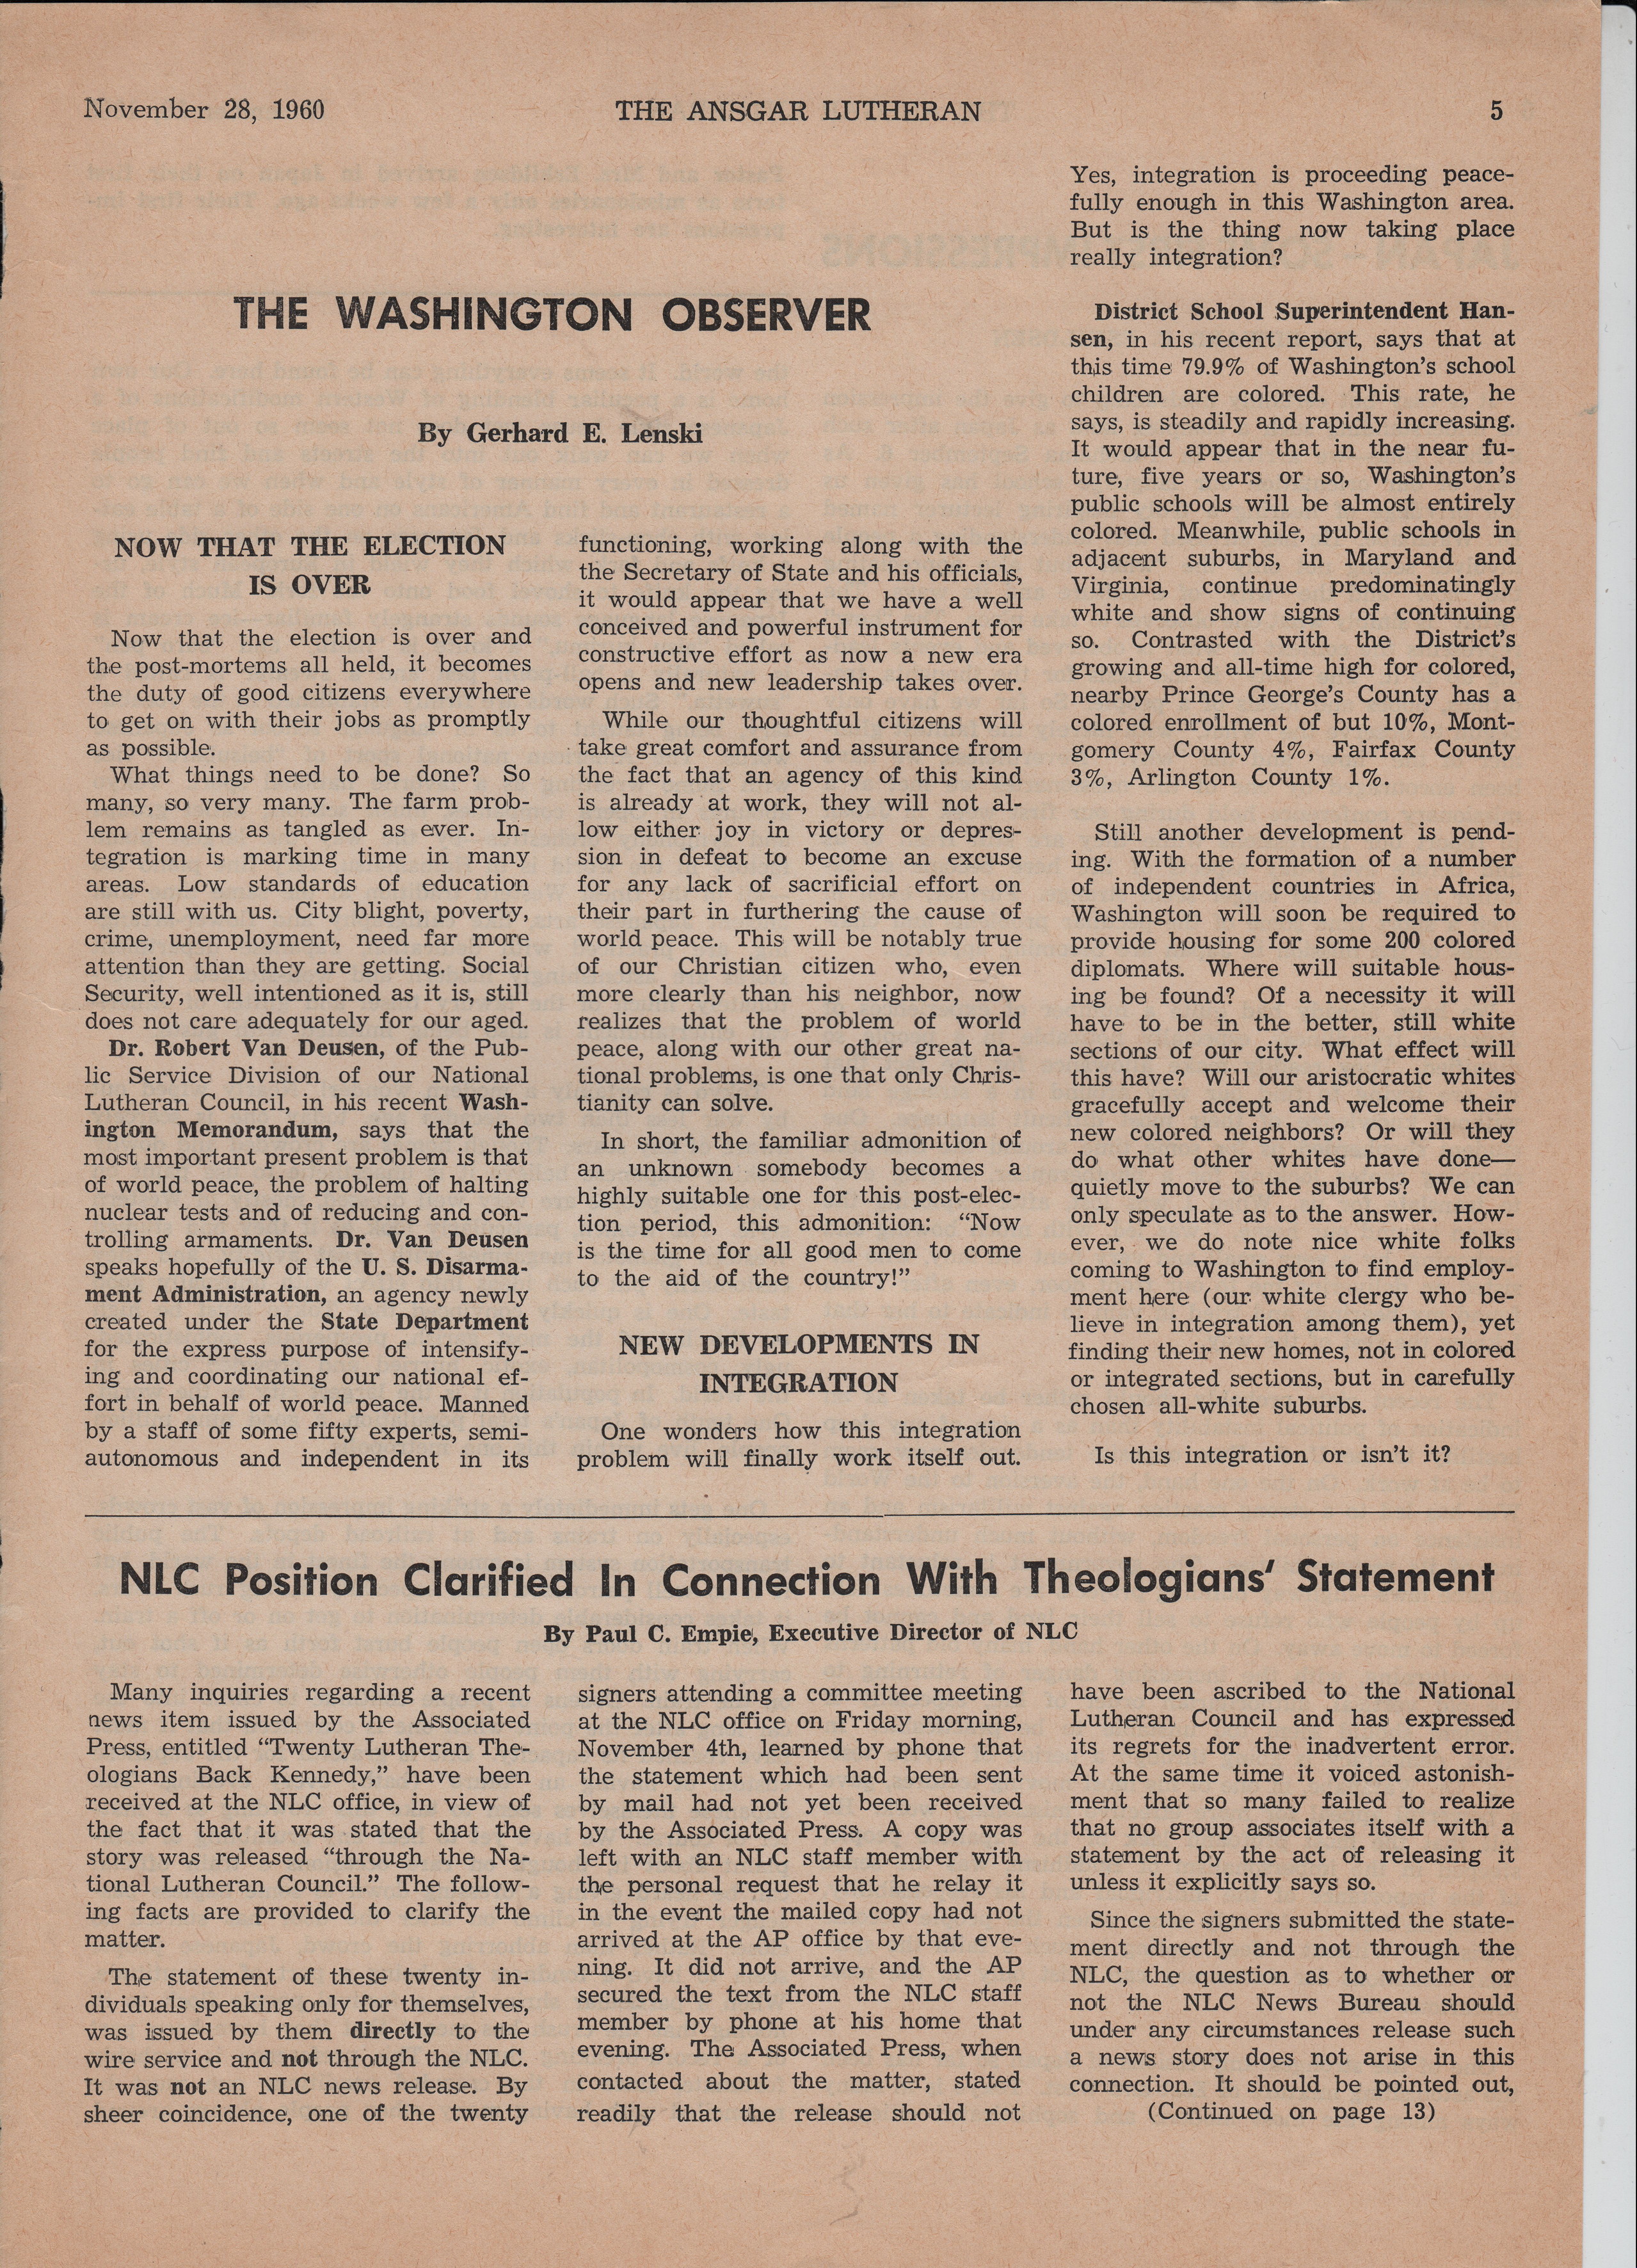 November 28, 1960
THE ANSGAR LUTHERAN
5
THE WASHINGTON OBSERVER
By Gerhard E. Lenski
NOW THAT THE ELECTION
IS OVER
Now that the election is over and
the post-mortems all held, it becomes
the duty of good citizens everywhere
to get on with their jobs as promptly
as possible.
What things need to be done? So
many, so very many. The farm prob-
lem remains as tangled as ever. In-
tegration is marking time in many
areas. Low standards of education
are still with us. City blight, poverty,
crime, unemployment, need far more
attention than they are getting. Social
Security, well intentioned as it is, still
does not care adequately for our aged.
Dr. Robert Van Deusen, of the Pub-
lic Service Division of our National
Lutheran Council, in his recent Wash-
ington Memorandum, says that the
most important present problem is that
of world peace, the problem of halting
nuclear tests and of reducing and con-
trolling armaments. Dr. Van Deusen
speaks hopefully of the U. S. Disarma-
ment Administration, an agency newly
created under the State Department
for the express purpose of intensify-
ing and coordinating our national ef-
fort in behalf of world peace. Manned
by a staff of some fifty experts, semi-
autonomous and independent in its
functioning, working along with the
the Secretary of State and his officials,
it would appear that we have a well
conceived and powerful instrument for
constructive effort as now a new era
opens and new leadership takes over.
While our thoughtful citizens will
take great comfort and assurance from
the fact that an agency of this kind
is already at work, they will not al-
low either joy in victory or depres-
sion in defeat to become an excuse
for any lack of sacrificial effort on
their part in furthering the cause of
world peace. This will be notably true
of our Christian citizen who, even
more clearly than his neighbor, now
realizes that the problem of world
peace, along with our other great na-
tional problems, is one that only Chris-
tianity can solve.
In short, the familiar admonition of
an unknown somebody becomes a
highly suitable one for this post-elec-
tion period, this admonition: “Now
is the time for all good men to come
to the aid of the country!”
NEW DEVELOPMENTS IN
INTEGRATION
One wonders how this integration
problem will finally work itself out.
Yes, integration is proceeding peace-
fully enough in this Washington area.
But is the thing now taking place
really integration?
District School Superintendent Han-
sen, in his recent report, says that at
this time 79.9% of Washington’s school
children are colored. This rate, he
says, is steadily and rapidly increasing.
It would appear that in the near fu-
ture, five years or so, Washington’s
public schools will be almost entirely
colored. Meanwhile, public schools in
adjacent suburbs, in Maryland and
Virginia, continue predominatingly
white and show signs of continuing
so. Contrasted with the District’s
growing and all-time high for colored,
nearby Prince George’s County has a
colored enrollment of but 10%, Mont-
gomery County 4%, Fairfax County
3%, Arlington County 1%.
Still another development is pend-
ing. With the formation of a number
of independent countries in Africa,
Washington will soon be required to
provide housing for some 200 colored
diplomats. Where will suitable hous-
ing be found? Of a necessity it will
have to be in the better, still white
sections of our city. What effect will
this have? Will our aristocratic whites
gracefully accept and welcome their
new colored neighbors? Or will they
do what other whites have done—
quietly move to the suburbs? We can
only speculate as to the answer. How-
ever, we do note nice white folks
coming to Washington to find employ-
ment here (our white clergy who be-
lieve in integration among them), yet
finding their new homes, not in colored
or integrated sections, but in carefully
chosen all-white suburbs.
Is this integration or isn’t it?
NLC Position Clarified In Connection With Theologians’ Statement
By Paul C. Empie, Executive Director of NLC
Many inquiries regarding a recent
news item issued by the Associated
Press, entitled “Twenty Lutheran The-
ologians Back Kennedy,” have been
received at the NLC office, in view of
the fact that it was stated that the
story was released “through the Na-
tional Lutheran Council.” The follow-
ing facts are provided to clarify the
matter.
The statement of these twenty in-
dividuals speaking only for themselves,
was issued by them directly to the
wire service and not through the NLC.
It was not an NLC news release. By
sheer coincidence, one of the twenty
signers attending a committee meeting
at the NLC office on Friday morning,
November 4th, learned by phone that
the statement which had been sent
by mail had not yet been received
by the Associated Press. A copy was
left with an NLC staff member with
the personal request that he relay it
in the event the mailed copy had not
arrived at the AP office by that eve-
ning. It did not arrive, and the AP
secured the text from the NLC staff
member by phone at his home that
evening. The Associated Press, when
contacted about the matter, stated
readily that the release should not
have been ascribed to the National
Lutheran Council and has expressed
its regrets for the inadvertent error.
At the same time it voiced astonish-
ment that so many failed to realize
that no group associates itself with a
statement by the act of releasing it
unless it explicitly says so.
Since the signers submitted the state-
ment directly and not through the
NLC, the question as to whether or
not the NLC News Bureau should
under any circumstances release such
a news story does not arise in this
connection. It should be pointed out,
(Continued on page 13)